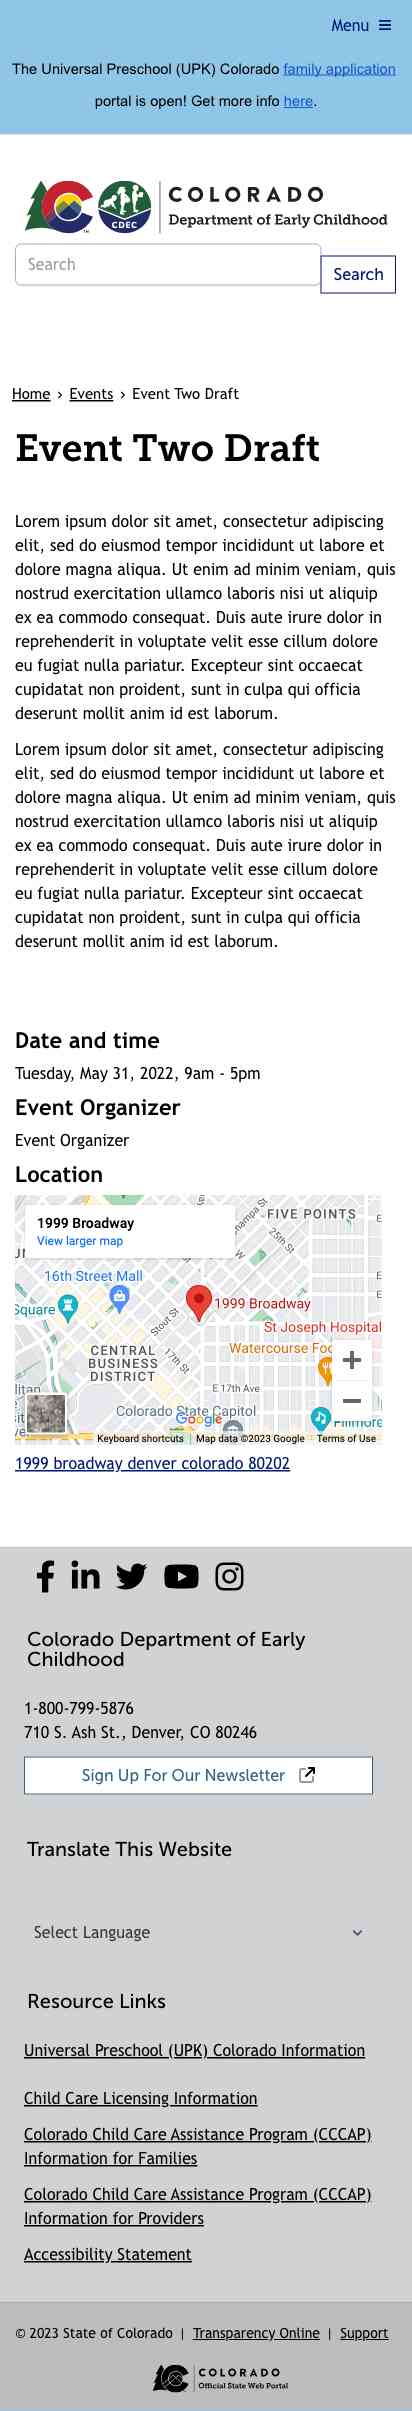 Menu
The Universal Preschool (UPK) Colorado family application
portal is open! Get more info here.
COLORADO
CDEC
TM
Department of Early Childhood
Search
Search
Home › Events › Event Two Draft
Event Two Draft
Lorem ipsum dolor sit amet, consectetur adipiscing
elit, sed do eiusmod tempor incididunt ut labore et
dolore magna aliqua. Ut enim ad minim veniam, quis
nostrud exercitation ullamco laboris nisi ut aliquip
ex ea commodo consequat. Duis aute irure dolor in
reprehenderit in voluptate velit esse cillum dolore
eu fugiat nulla pariatur. Excepteur sint occaecat
cupidatat non proident, sunt in culpa qui officia
deserunt mollit anim id est laborum.
Lorem ipsum dolor sit amet, consectetur adipiscing
elit, sed do eiusmod tempor incididunt ut labore et
dolore magna aliqua. Ut enim ad minim veniam, quis
nostrud exercitation ullamco laboris nisi ut aliquip
ex ea commodo consequat. Duis aute irure dolor in
reprehenderit in voluptate velit esse cillum dolore
eu fugiat nulla pariatur. Excepteur sint occaecat
cupidatat non proident, sunt in culpa qui officia
deserunt mollit anim id est laborum.
Date and time
Tuesday, May 31, 2022, 9am - 5pm
Event Organizer
Event Organizer
Location
1999 Broadway
View larger map
FIVE POINTS
25th St
16th Street Mall
Square
1999 Broadway
Stout St
St Joseph Hospital
Watercourse Foo
CENTRAL
BUSINESS
DISTRICT
17th St
E 17th Ave
Colorado State Capitol
Google
Fillmore
Keyboard shortcuts
Map data ©2023 Google
Terms of Use
1999 broadway denver colorado 80202
Colorado Department of Early
Childhood
1-800-799-5876
710 S. Ash St., Denver, CO 80246
Sign Up For Our Newsletter
Translate This Website
Select Language
Resource Links
Universal Preschool (UPK) Colorado Information
Child Care Licensing Information
Colorado Child Care Assistance Program (CCCAP)
Information for Families
Colorado Child Care Assistance Program (CCCAP)
Information for Providers
Accessibility Statement
© 2023 State of Colorado | Transparency Online | Support
COLORADO
Official State Web Portal